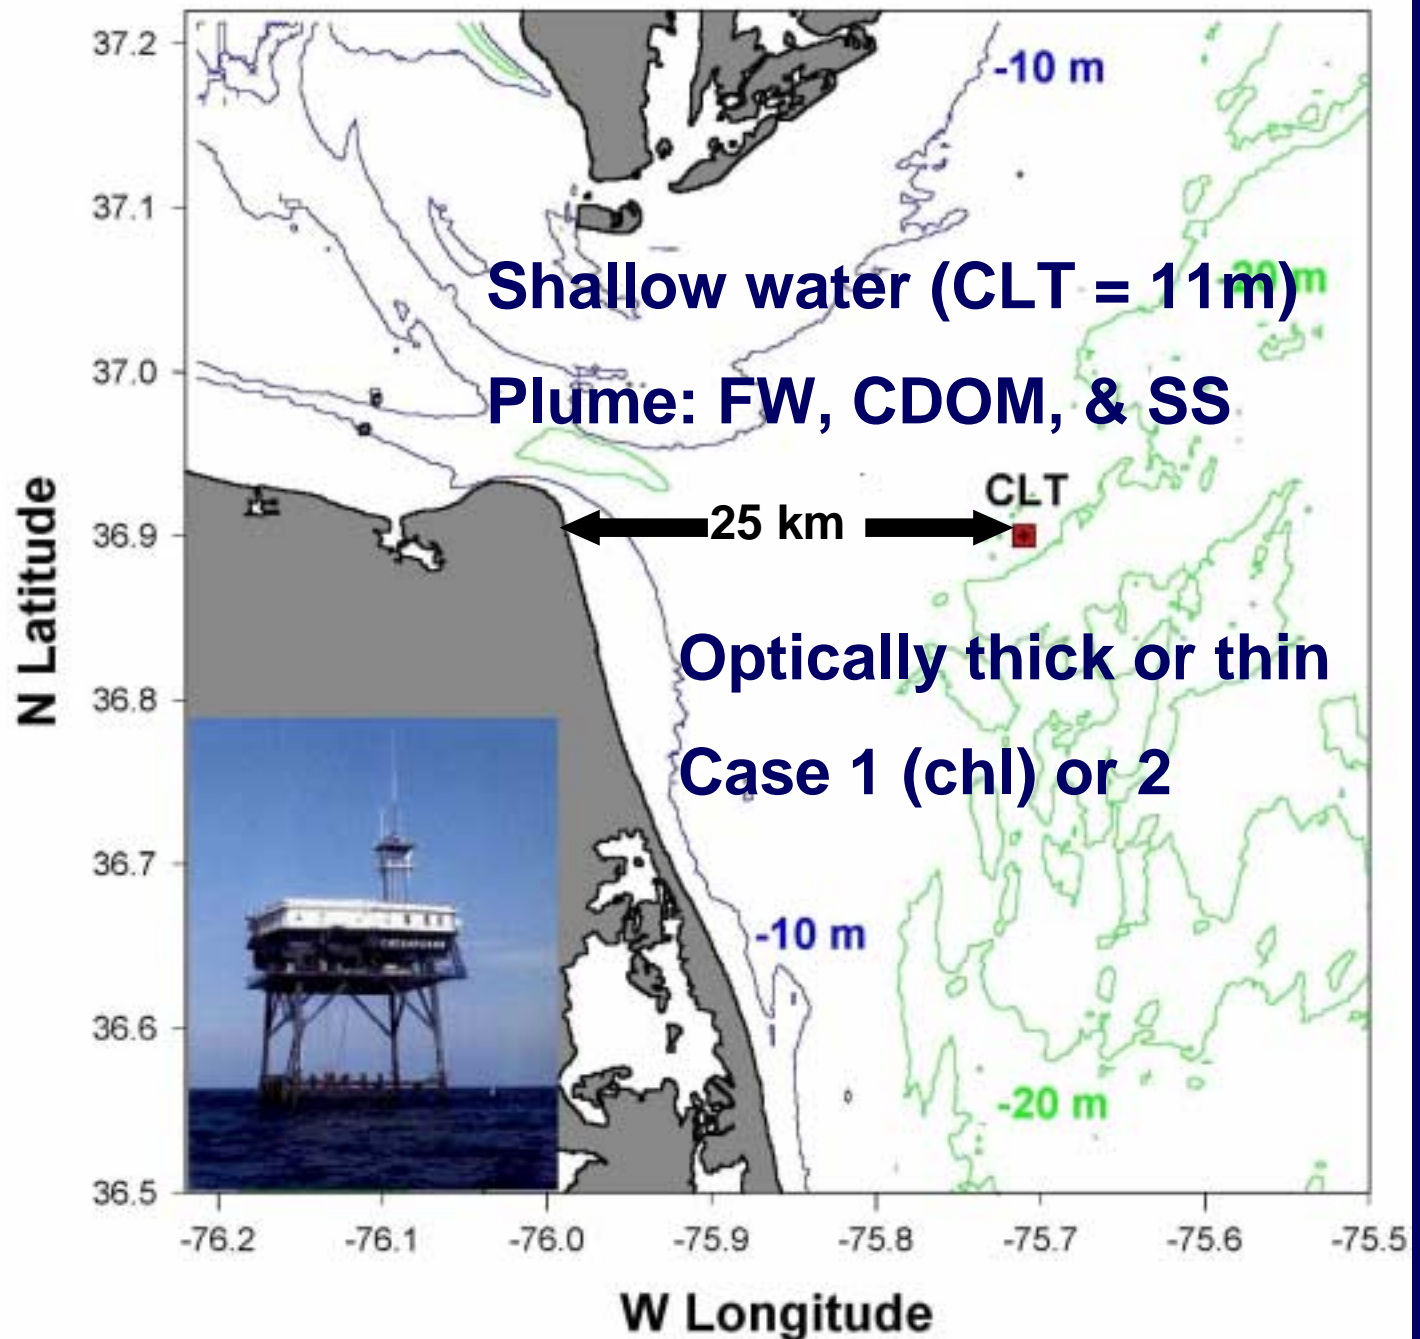 37.2
-10 m
37.1
Shallow water (CLT = 11m)
-20 m
37.0
Plume: FW, CDOM, & SS
CLT
36.9
25 km
N Latitude
Optically thick or thin
36.8
Case 1 (chl) or 2
36.7
-10 m
36.6
-20 m
36.5
-76.2 -76.1 -76.0 -75.9 -75.8 -75.7 -75.6 -75.5
W Longitude